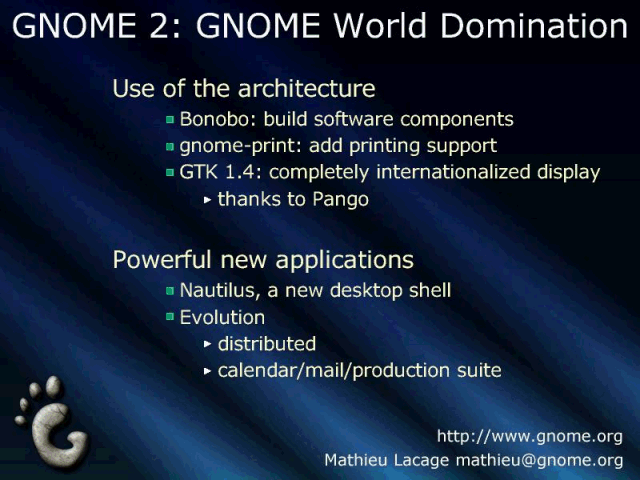 GNOME 2: GNOME World Domination
Use of the architecture
Bonobo: build software components
gnome-print: add printing support
GTK 1.4: completely internationalized display
thanks to Pango
Powerful new applications
Nautilus, a new desktop shell
Evolution
distributed
calendar/mail/production suite
http://www.gnome.org
Mathieu Lacage mathieu@gnome.org